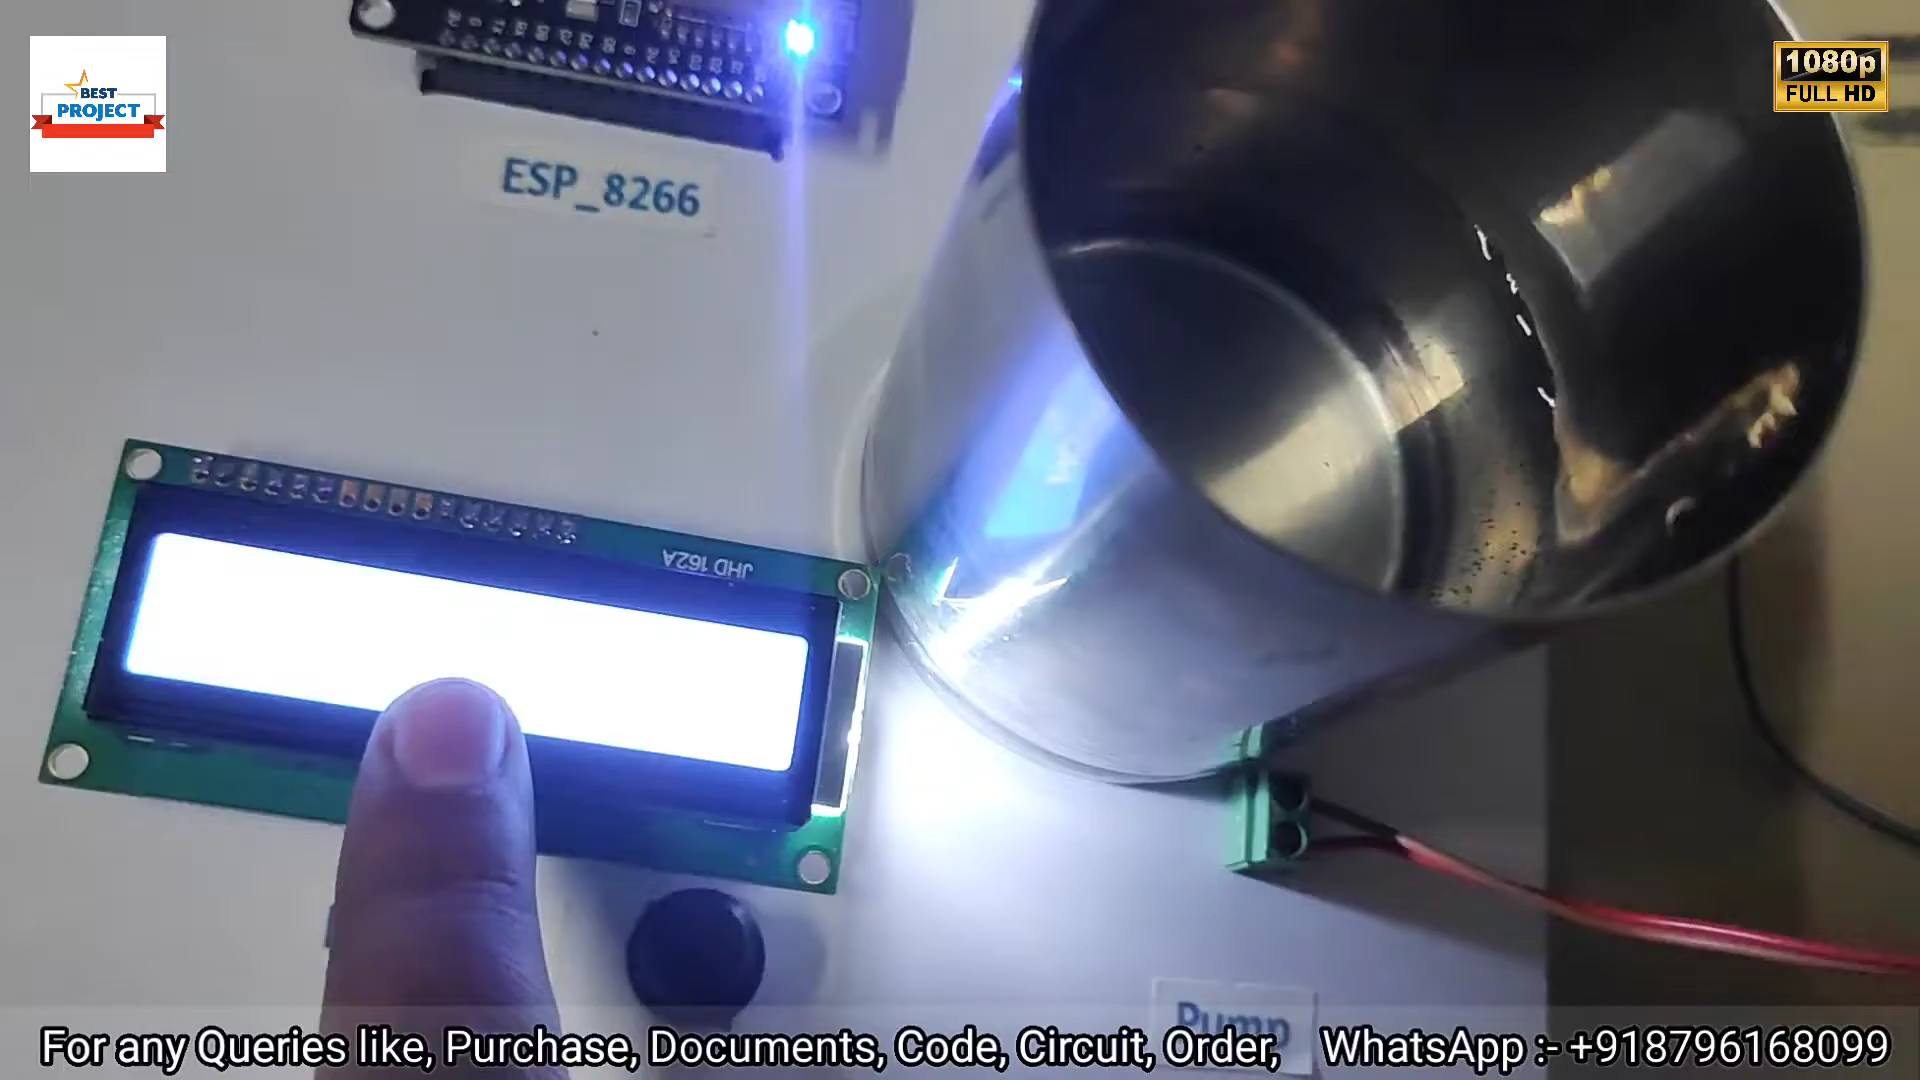 BEST
PROJECT
1080p
FULL HD
ESP_8266
JHD 162A
Pump
For any Queries like, Purchase, Documents, Code, Circuit, Order, WhatsApp :- +918796168099